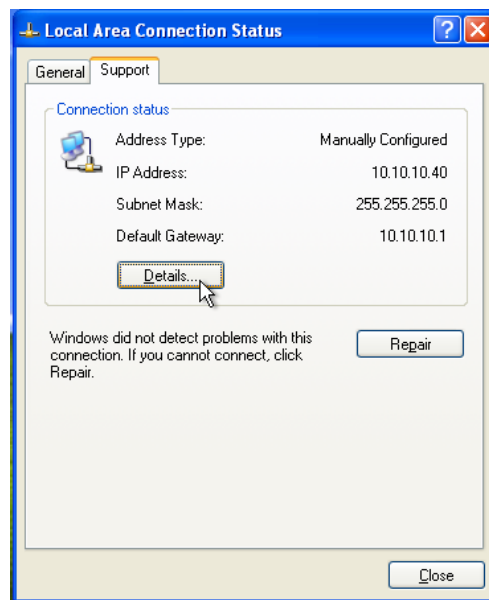 Local Area Connection Status
General Support
Connection status
Address Type: Manually Configured
IP Address: 10.10.10.40
Subnet Mask: 255.255.255.0
Default Gateway: 10.10.10.1
Details...
Windows did not detect problems with this
connection. If you cannot connect, click
Repair.
Repair
Close